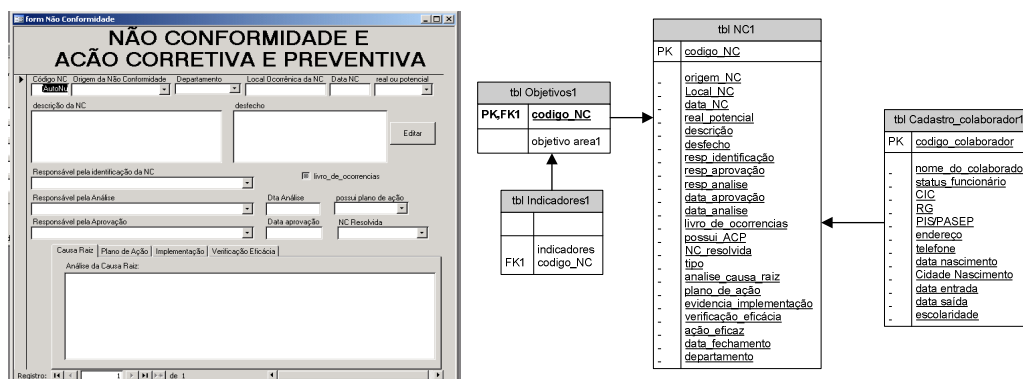 form Não Conformidade
NÃO CONFORMIDADE E
AÇÃO CORRETIVA E PREVENTIVA
Código NC Origem da Não Conformidade Departamento Local Ocorrência da NC Data NC real ou potencial
AutoNu
descrição da NC desfecho
Editar
Responsável pela identificação da NC
livro_de_ocorrencias
Responsável pela Análise Dta Análise possui plano de ação
Responsável pela Aprovação Data aprovação NC Resolvida
Causa Raiz Plano de Ação Implementação Verificação Eficácia
Análise da Causa Raiz:
Registro: 1 de 1
tbl Objetivos1
PK,FK1 codigo_NC
objetivo area1
tbl Indicadores1
indicadores
FK1 codigo_NC
tbl NC1
PK codigo_NC
origem_NC
Local_NC
data_NC
real_potencial
descrição
desfecho
resp_identificação
resp_aprovação
resp_analise
data_aprovação
data_analise
livro_de_ocorrencias
possui_ACP
NC_resolvida
tipo
analise_causa_raiz
plano_de_ação
evidencia_implementação
verificação_eficácia
ação_eficaz
data_fechamento
departamento
tbl Cadastro_colaborador1
PK codigo_colaborador
nome_do_colaborado
status_funcionário
CIC
RG
PIS/PASEP
endereço
telefone
data nascimento
Cidade Nascimento
data entrada
data saída
escolaridade